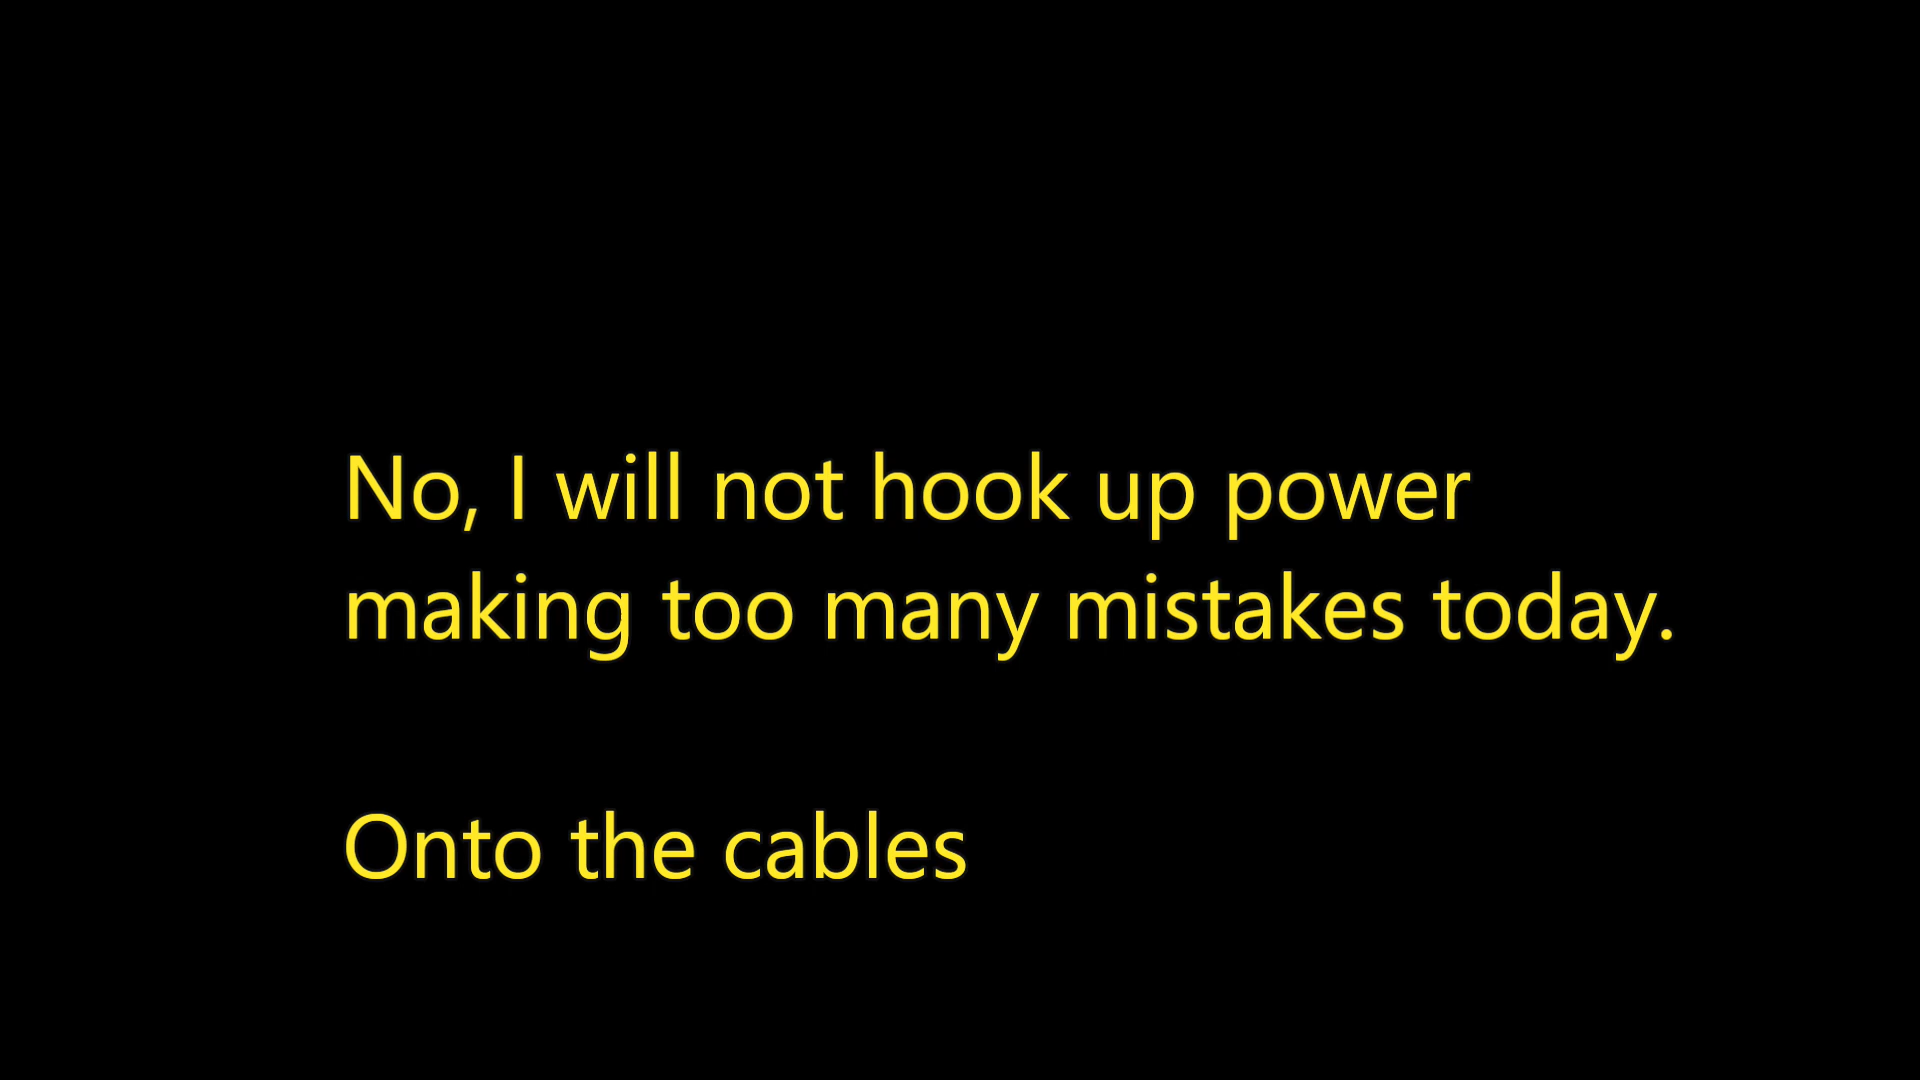 No, I will not hook up power
making too many mistakes today.
Onto the cables